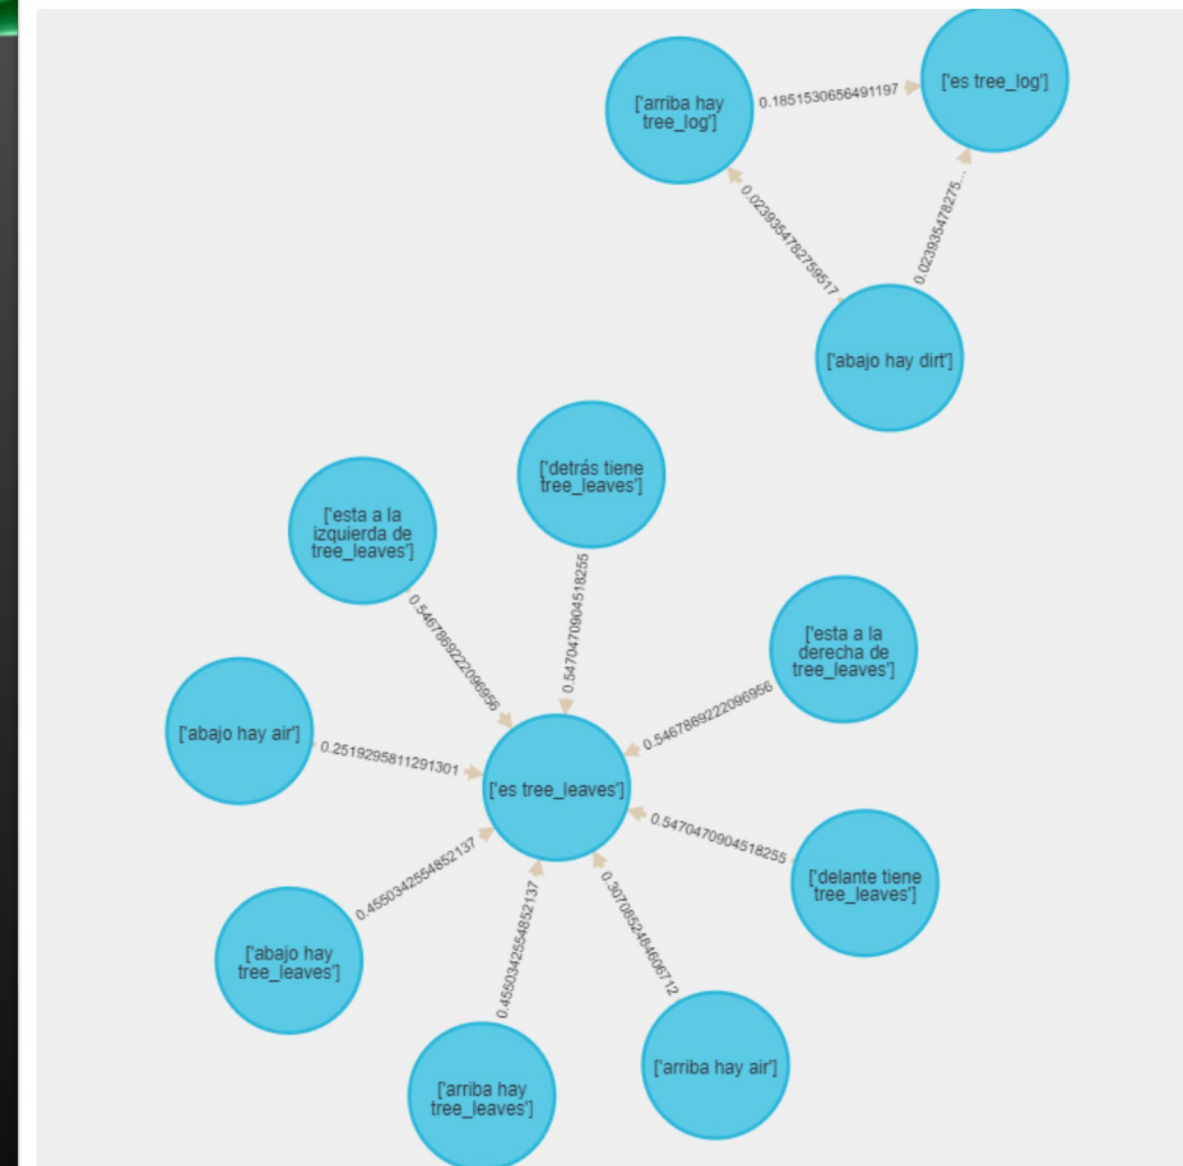 ['arriba hay
tree_log']
0.1851530656491197
['es tree_log']
0.0239354782759517
0.023935478275...
['abajo hay dirt']
['detrás tiene
tree_leaves']
['esta a la
izquierda de
tree_leaves']
0.5467869222096956
0.5470470904518255
['esta a la
derecha de
tree_leaves']
0.5467869222096956
['abajo hay air']
0.2519295811291301
['es tree_leaves']
0.5470470904518255
['delante tiene
tree_leaves']
0.4550342554852137
['abajo hay
tree_leaves']
0.4550342554852137
0.3070852484606712
['arriba hay air']
['arriba hay
tree_leaves']